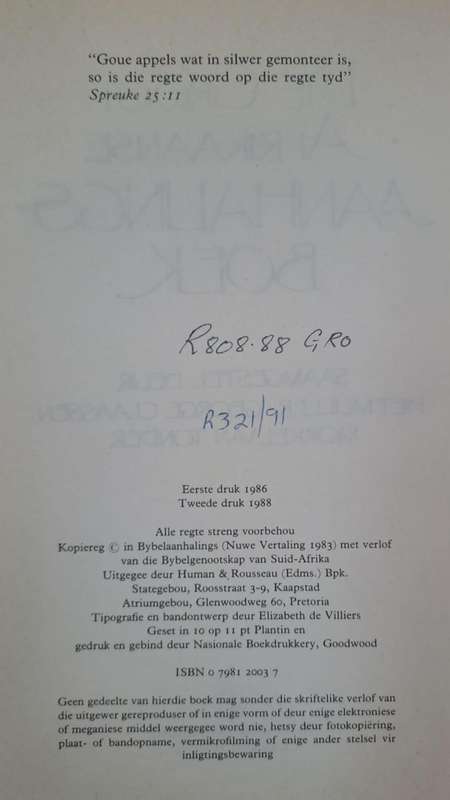 “Goue appels wat in silwer gemonteer is,
so is die regte woord op die regte tyd”
Spreuke 25:11
R808.88 GRO
R321/91
Eerste druk 1986
Tweede druk 1988
Alle regte streng voorbehou
Kopiereg © in Bybelaanhalings (Nuwe Vertaling 1983) met verlof
van die Bybelgenootskap van Suid-Afrika
Uitgegee deur Human & Rousseau (Edms.) Bpk.
Stategebou, Roosstraat 3-9, Kaapstad
Atriumgebou, Glenwoodweg 60, Pretoria
Tipografie en bandontwerp deur Elizabeth de Villiers
Geset in 10 op 11 pt Plantin en
gedruk en gebind deur Nasionale Boekdrukkery, Goodwood
ISBN 0 7981 2003 7
Geen gedeelte van hierdie boek mag sonder die skriftelike verlof van
die uitgewer gereproduseer of in enige vorm of deur enige elektroniese
of meganiese middel weergegee word nie, hetsy deur fotokopiëring,
plaat- of bandopname, vermikrofilming of enige ander stelsel vir
inligtingsbewaring